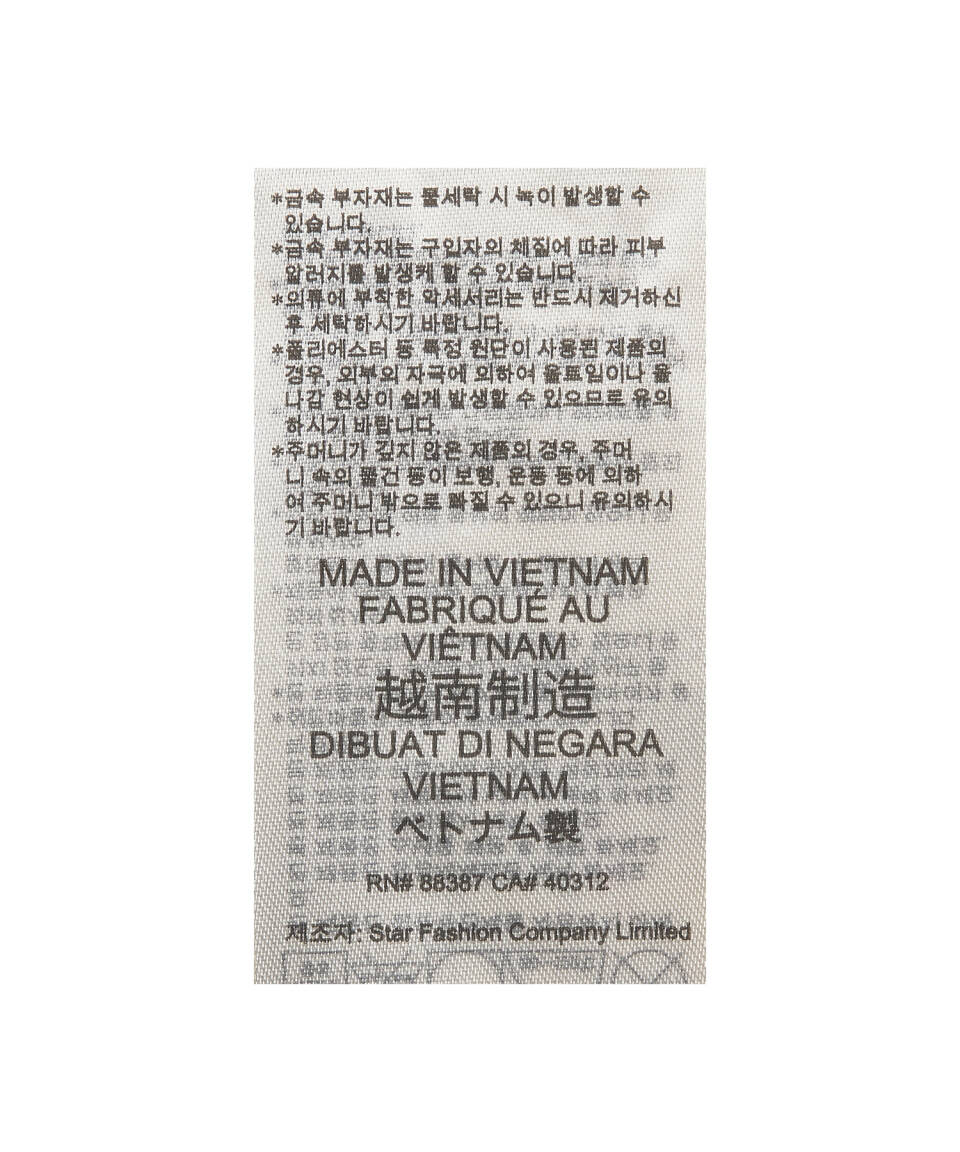 *금속 부자재는 물세탁 시 녹이 발생할 수
있습니다.
*금속 부자재는 구입자의 체질에 따라 피부
알러지를 발생케 할 수 있습니다.
*의류에 부착한 악세서리는 반드시 제거하신
후 세탁하시기 바랍니다.
*폴리에스터 등 특정 원단이 사용된 제품의
경우, 외부의 자극에 의하여 올트임이나 올
나감 현상이 쉽게 발생할 수 있으므로 유의
하시기 바랍니다.
*주머니가 깊지 않은 제품의 경우, 주머
니 속의 물건 등이 보행, 운동 등에 의하
여 주머니 밖으로 빠질 수 있으니 유의하시
기 바랍니다.
MADE IN VIETNAM
FABRIQUÉ AU
VIÊTNAM
越南制造
DIBUAT DI NEGARA
VIETNAM
ベトナム製
RN# 88387 CA# 40312
제조자: Star Fashion Company Limited